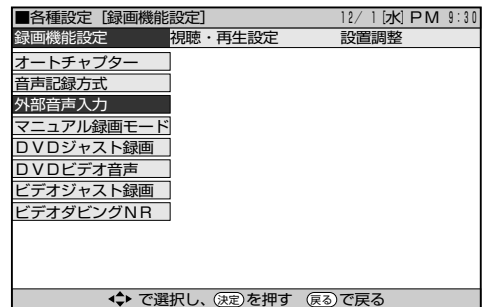 ■各種設定 [録画機能設定] 12/ 1[水] PM 9:30
録画機能設定 視聴・再生設定 設置調整
オートチャプター
音声記録方式
外部音声入力
マニュアル録画モード
DVDジャスト録画
DVDビデオ音声
ビデオジャスト録画
ビデオダビングNR
で選択し、決定を押す 戻るで戻る